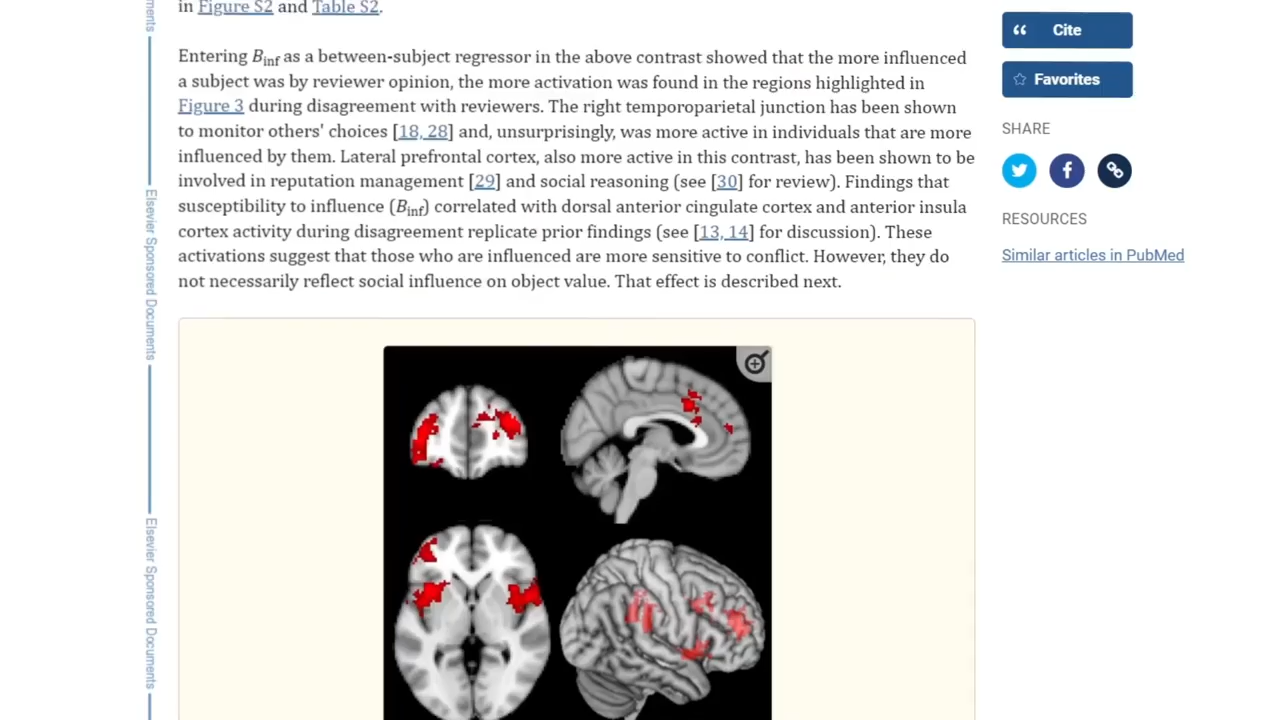 in Figure S2 and Table S2.
Entering Binf as a between-subject regressor in the above contrast showed that the more influenced
a subject was by reviewer opinion, the more activation was found in the regions highlighted in
Figure 3 during disagreement with reviewers. The right temporoparietal junction has been shown
to monitor others' choices [18, 28] and, unsurprisingly, was more active in individuals that are more
influenced by them. Lateral prefrontal cortex, also more active in this contrast, has been shown to be
involved in reputation management [29] and social reasoning (see [30] for review). Findings that
susceptibility to influence (Binf) correlated with dorsal anterior cingulate cortex and anterior insula
cortex activity during disagreement replicate prior findings (see [13, 14] for discussion). These
activations suggest that those who are influenced are more sensitive to conflict. However, they do
not necessarily reflect social influence on object value. That effect is described next.
ments
Elsevier Sponsored Documents
Elsevier Sponsored Documents
Cite
Favorites
SHARE
RESOURCES
Similar articles in PubMed